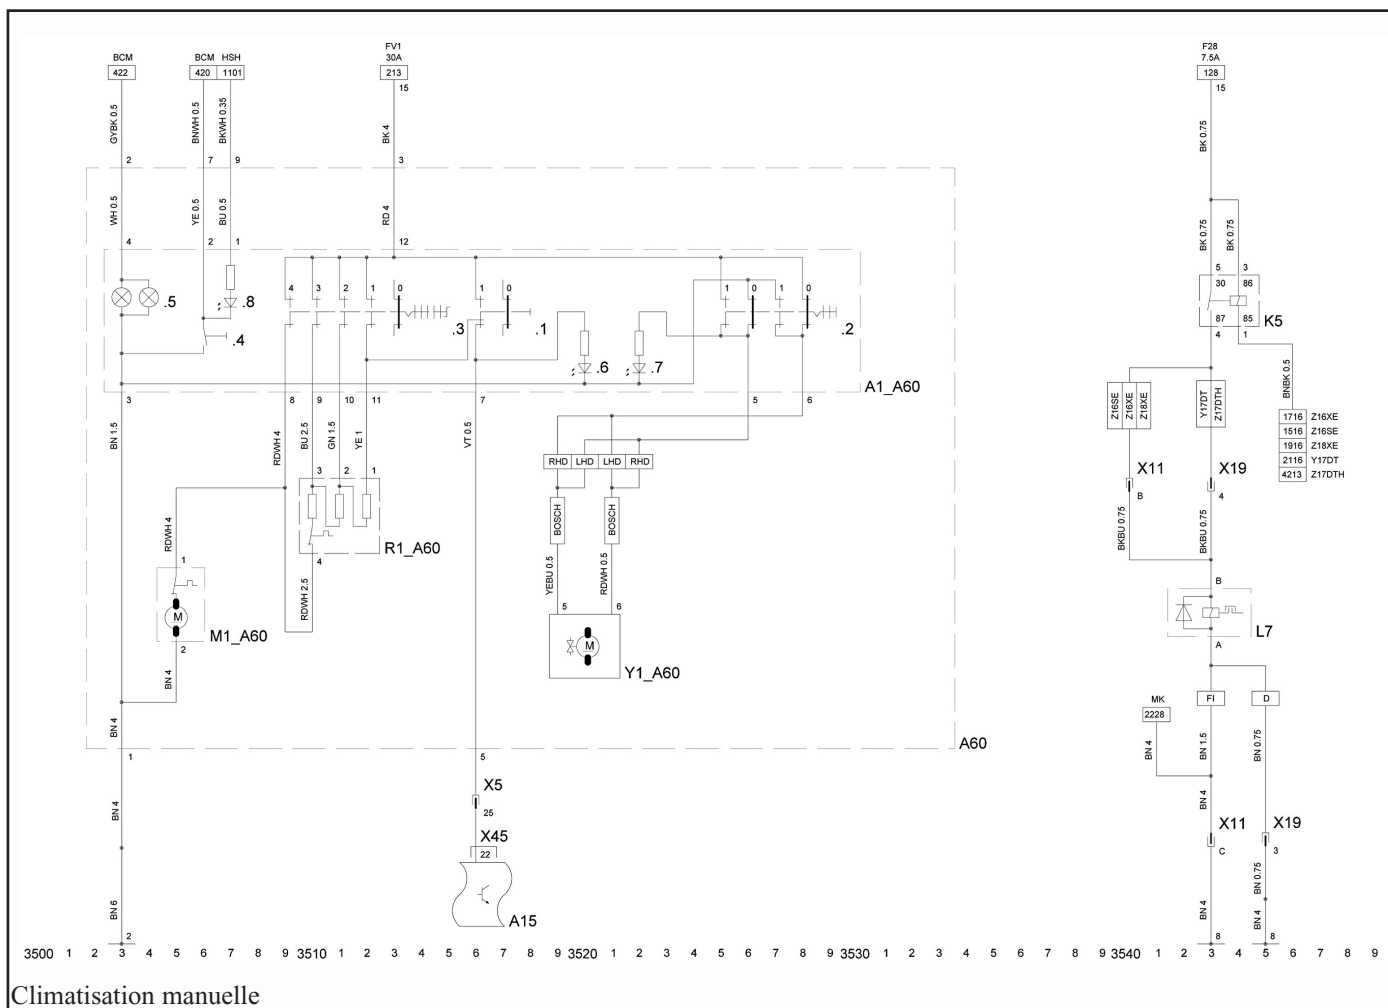 BCM BCM HSH FV1 30A F28 7.5A
422 420 1101 213 128
15 15
GYBK 0.5 BNWH 0.5 BKWH 0.35 BK 4 BK 0.75
2 7 9 3
WH 0.5 YE 0.5 BU 0.5 RD 4 BK 0.75 BK 0.75
4 2 1 12 5 3
30 86
4 3 2 1 0 1 0 1 0 1 0
.5 .8 .3 .1 .2 K5
.4 87 85
4 1
.6 .7
A1_A60
BNBK 0.5
3 8 9 10 11 7 5 6
Z16SE Z16XE Z18XE Y17DT Z17DTH
1716 Z16XE
1516 Z16SE
1916 Z18XE
2116 Y17DT
4213 Z17DTH
BN 1.5 RDWH 4 BU 2.5 GN 1.5 YE 1 VT 0.5
RHD LHD LHD RHD
X11 X19
3 2 1
B 4
RDWH 4 BOSCH BOSCH BKBU 0.75 BKBU 0.75
R1_A60
4
1 RDWH 2.5 YEBU 0.5 RDWH 0.5
B
5 6
M M1_A60
L7
2
M Y1_A60
A
BN 4
MK FI D
2228
BN 4 BN 4 BN 1.5 BN 0.75
A60
1 5
X5
25
BN 4 BN 4
X11 X19
C 3
X45
22
BN 0.75
A15
BN 6 BN 4 BN 4
2 8 8
3500 1 2 3 4 5 6 7 8 9 3510 1 2 3 4 5 6 7 8 9 3520 1 2 3 4 5 6 7 8 9 3530 1 2 3 4 5 6 7 8 9 3540 1 2 3 4 5 6 7 8 9
Climatisation manuelle